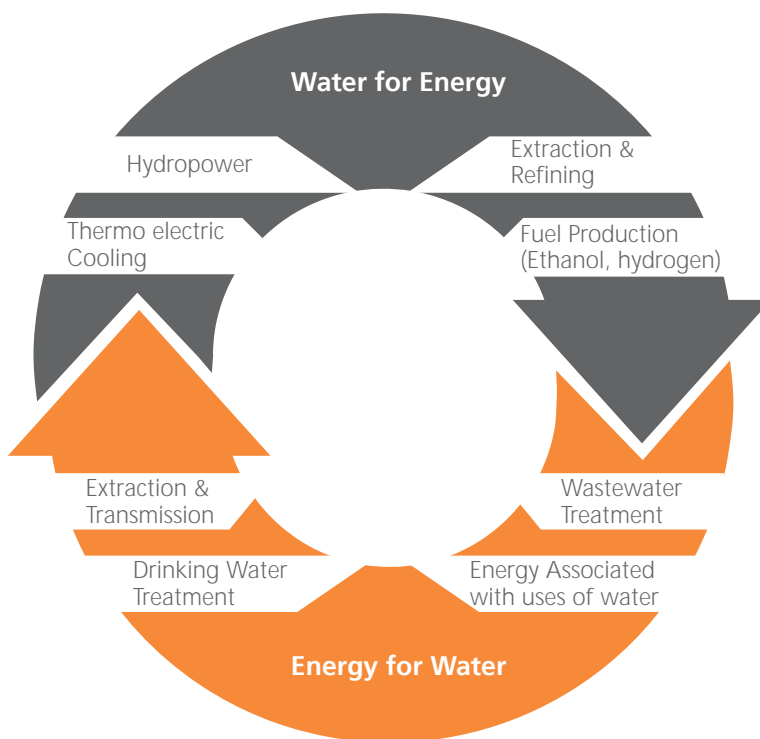 Water for Energy
Hydropower
Extraction &
Refining
Thermo electric
Cooling
Fuel Production
(Ethanol, hydrogen)
Extraction &
Transmission
Wastewater
Treatment
Drinking Water
Treatment
Energy Associated
with uses of water
Energy for Water